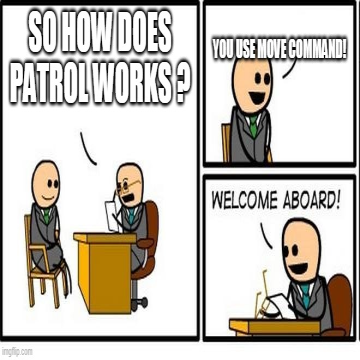 SO HOW DOES
PATROL WORKS ?
YOU USE MOVE COMMAND!
WELCOME ABOARD!
imgflip.com